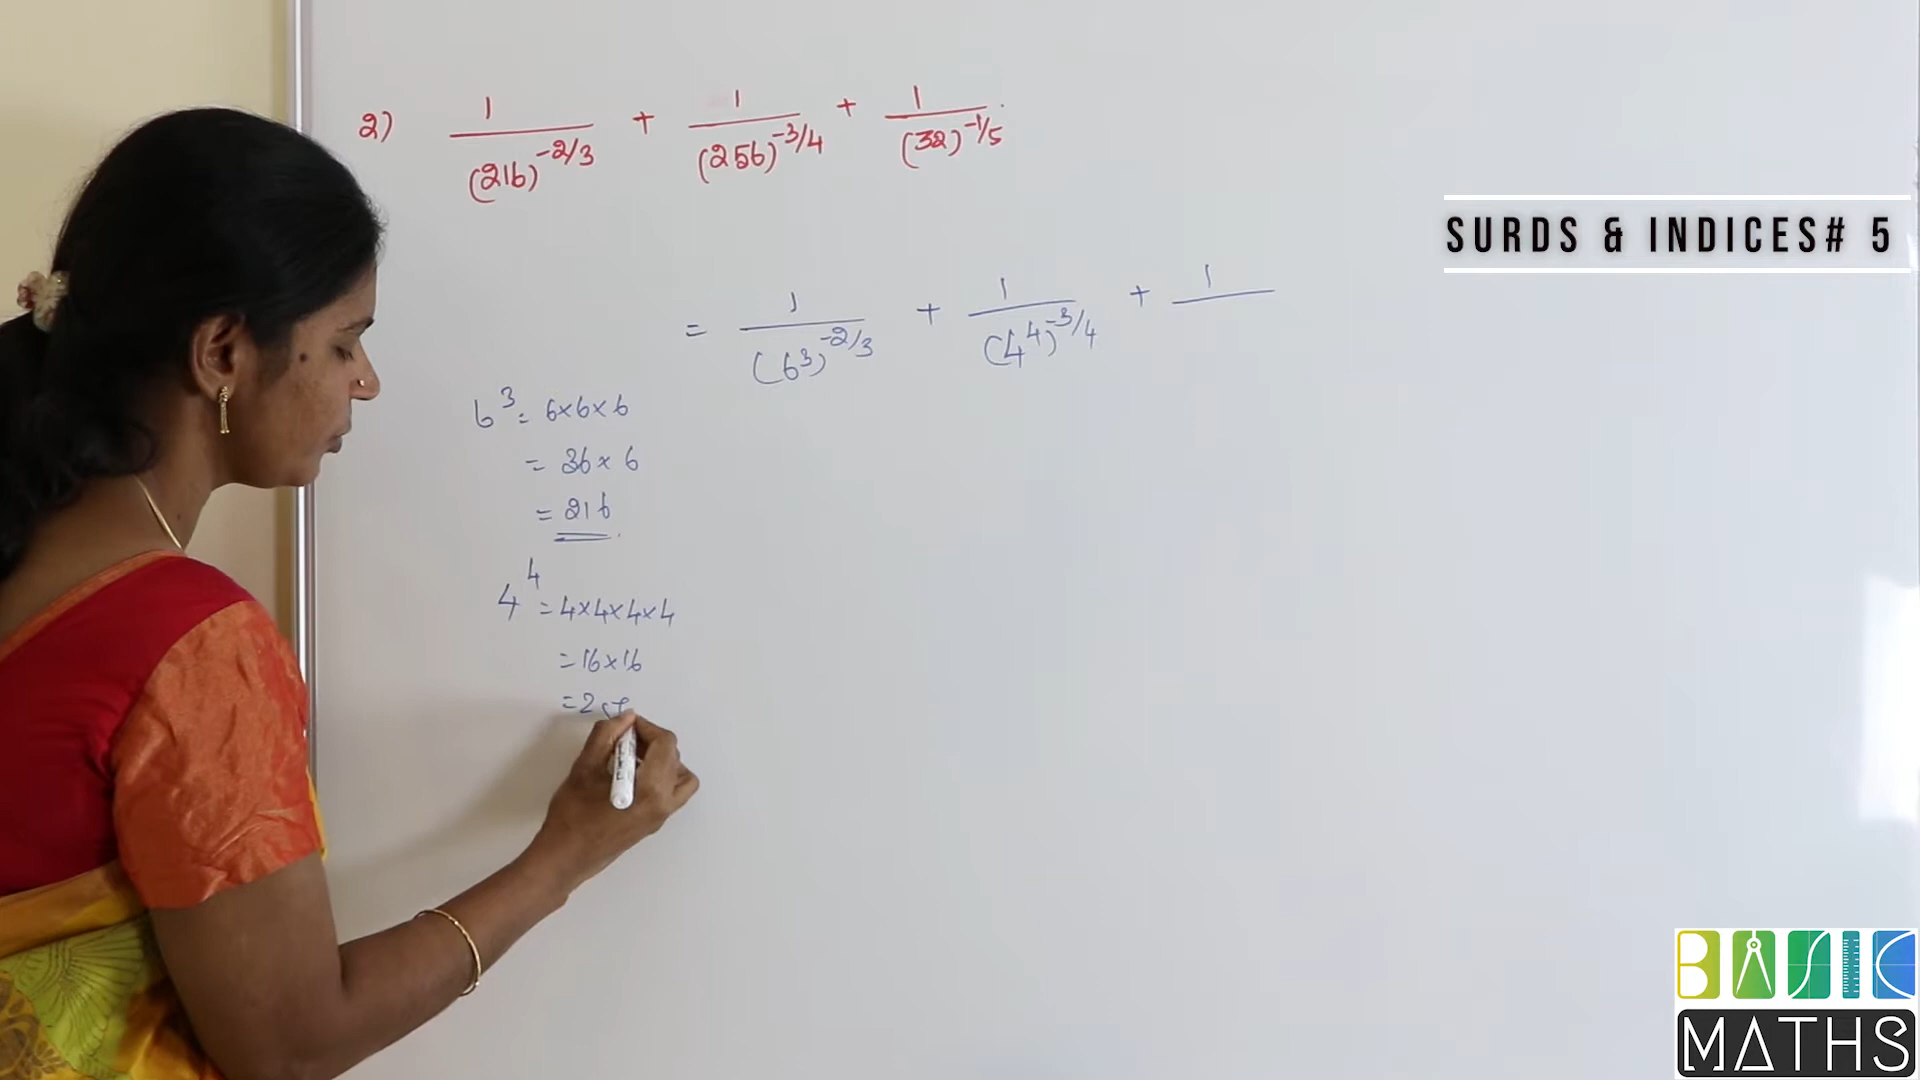 2) 1/(216)^-2/3 + 1/(256)^-3/4 + 1/(32)^-1/5
SURDS & INDICES# 5
= 1/(6^3)^-2/3 + 1/(4^4)^-3/4 + 1/
6^3 = 6×6×6
= 36×6
= 216
4^4 = 4×4×4×4
= 16×16
= 2
BASIC
MATHS